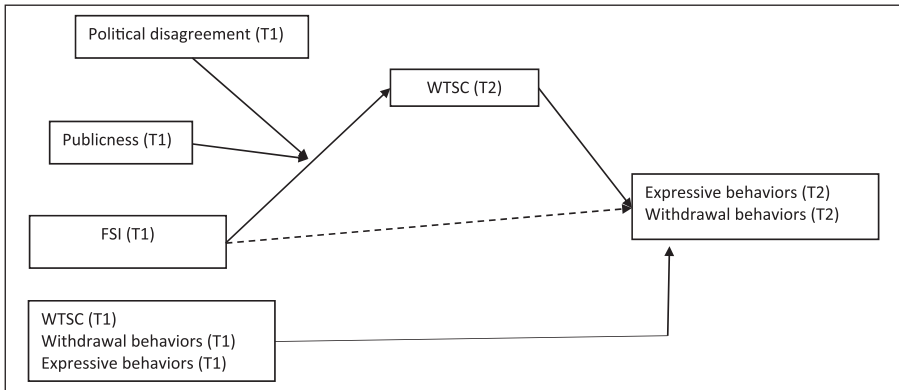 Political disagreement (T1)
WTSC (T2)
Publicness (T1)
Expressive behaviors (T2)
Withdrawal behaviors (T2)
FSI (T1)
WTSC (T1)
Withdrawal behaviors (T1)
Expressive behaviors (T1)